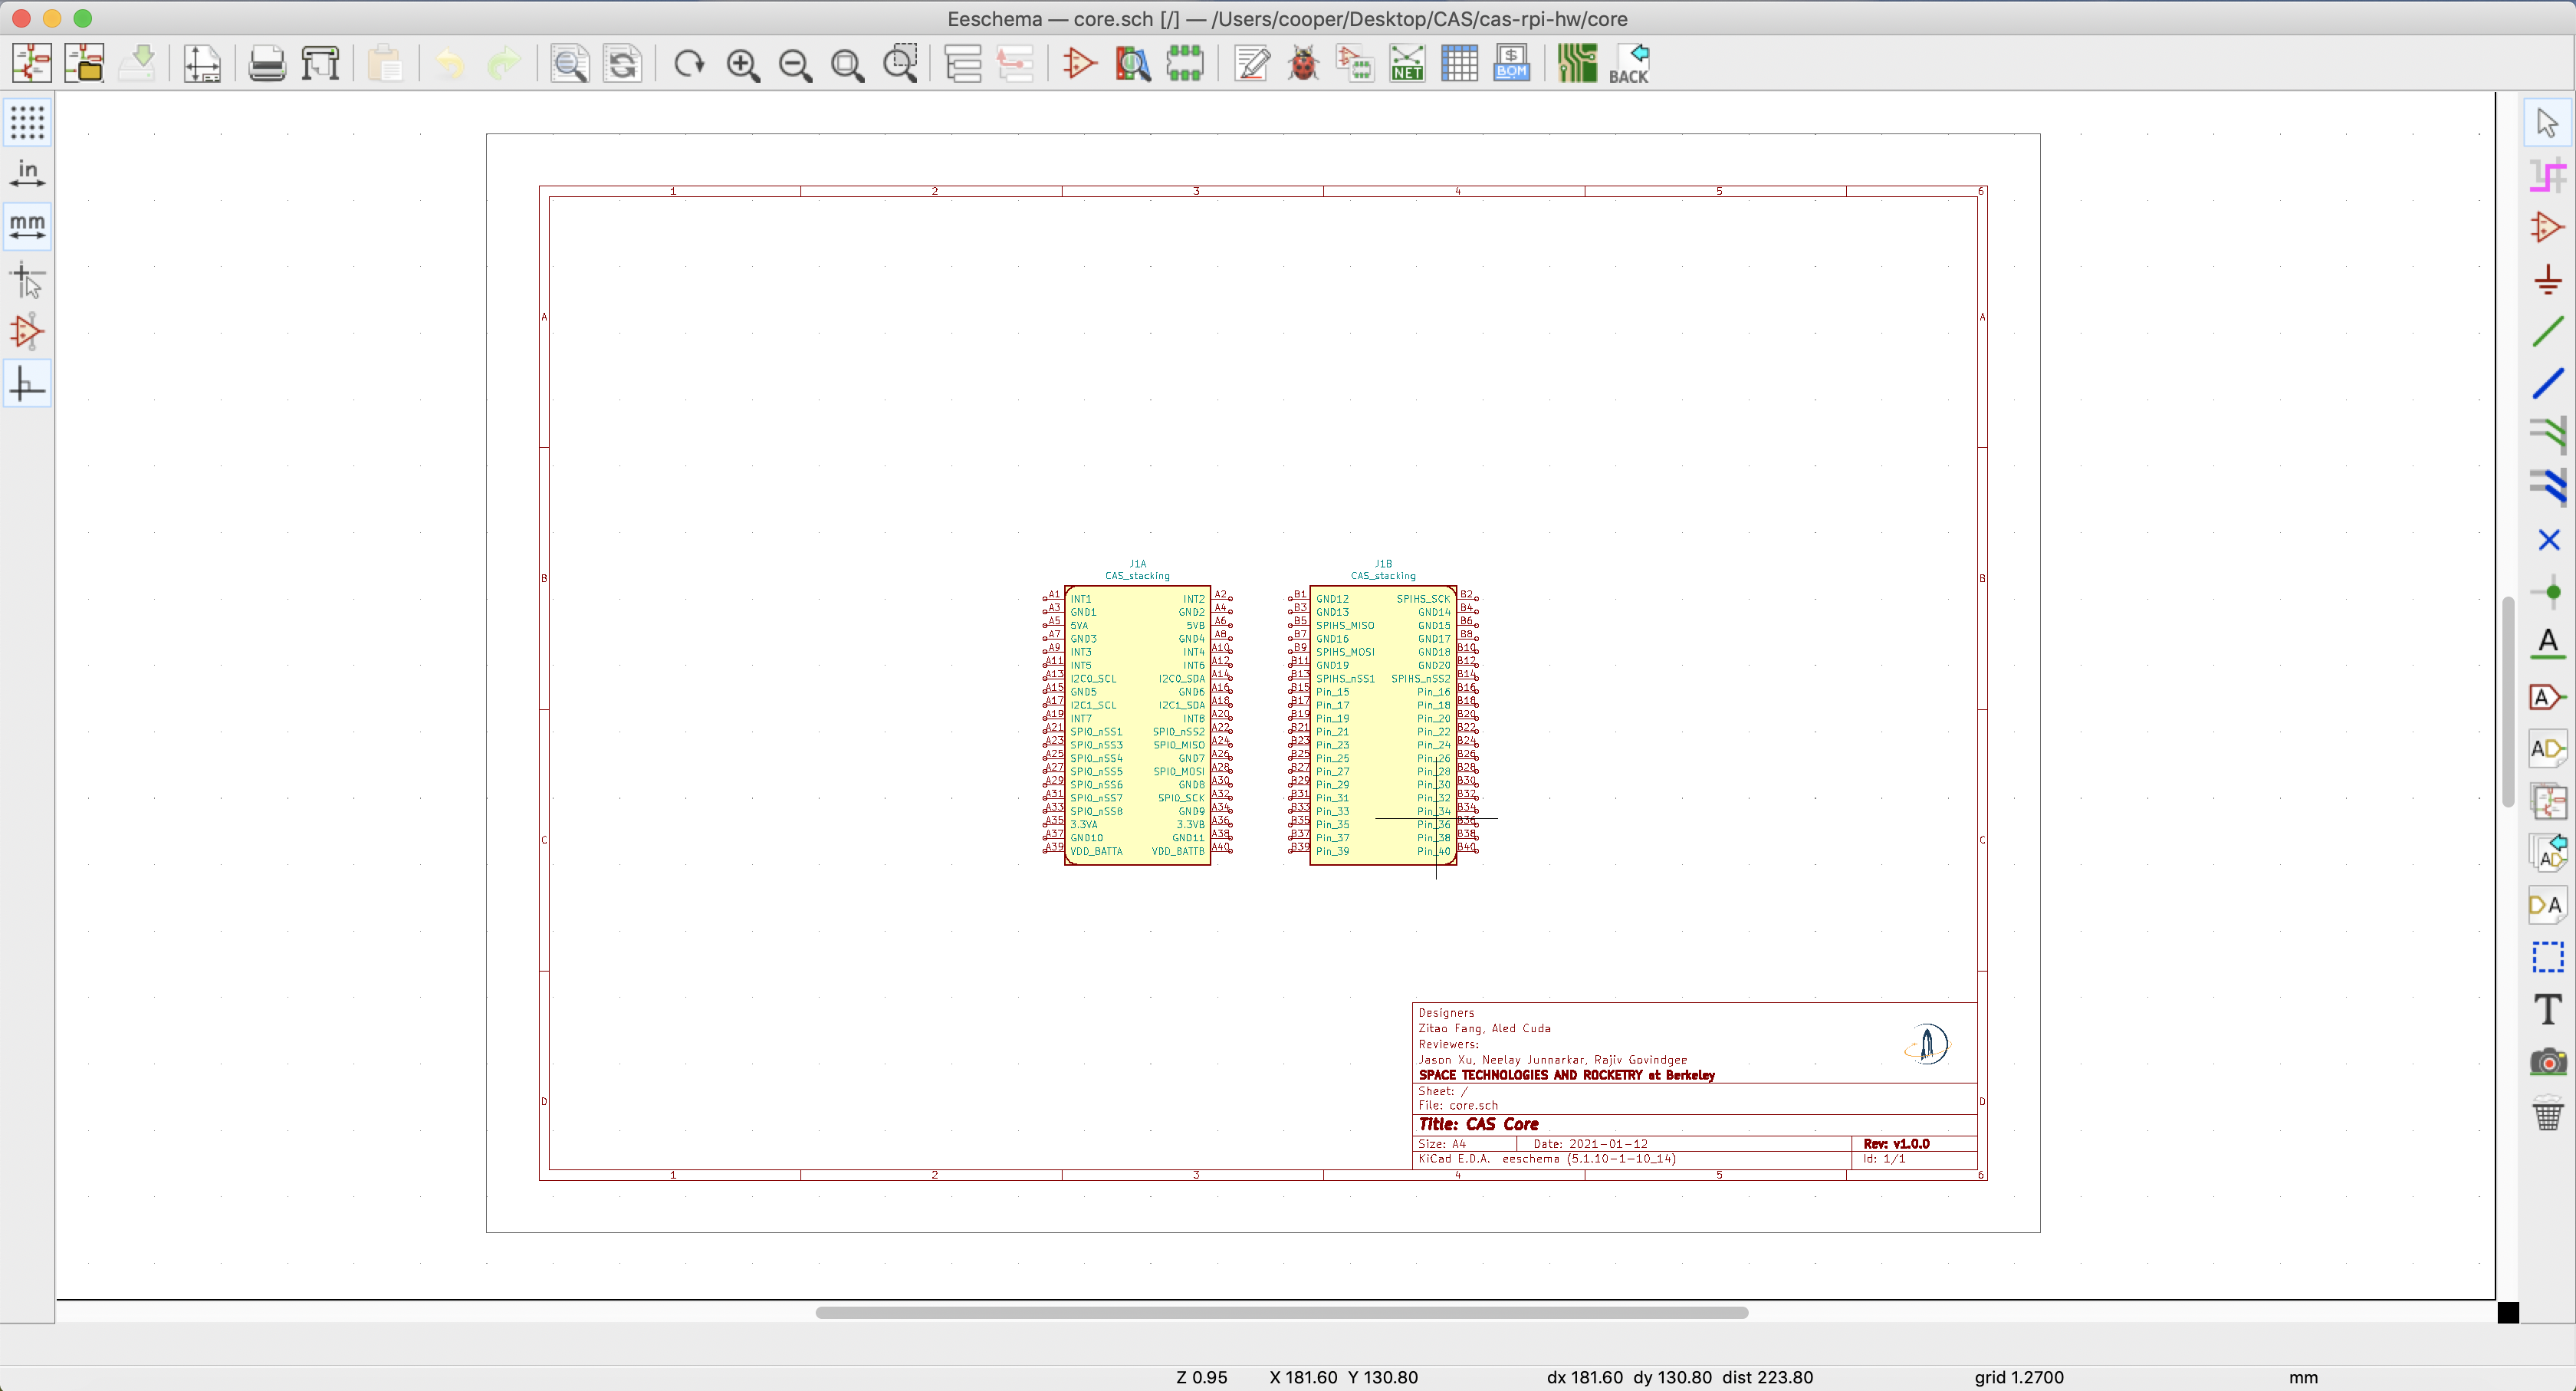 Eeschema — core.sch [/] — /Users/cooper/Desktop/CAS/cas-rpi-hw/core
NET
$
BOM
BACK
in
mm
A
A
A
A
A
T
1 2 3 4 5 6
A A
B B
C C
D D
J1A
CAS_stacking
A1 INT1 INT2 A2
A3 GND1 GND2 A4
A5 5VA 5VB A6
A7 GND3 GND4 A8
A9 INT3 INT4 A10
A11 INT5 INT6 A12
A13 I2C0_SCL I2C0_SDA A14
A15 GND5 GND6 A16
A17 I2C1_SCL I2C1_SDA A18
A19 INT7 INT8 A20
A21 SPI0_nSS1 SPI0_nSS2 A22
A23 SPI0_nSS3 SPI0_MISO A24
A25 SPI0_nSS4 GND7 A26
A27 SPI0_nSS5 SPI0_MOSI A28
A29 SPI0_nSS6 GND8 A30
A31 SPI0_nSS7 SPI0_SCK A32
A33 SPI0_nSS8 GND9 A34
A35 3.3VA 3.3VB A36
A37 GND10 GND11 A38
A39 VDD_BATTA VDD_BATTB A40
J1B
CAS_stacking
B1 GND12 SPIHS_SCK B2
B3 GND13 GND14 B4
B5 SPIHS_MISO GND15 B6
B7 GND16 GND17 B8
B9 SPIHS_MOSI GND18 B10
B11 GND19 GND20 B12
B13 SPIHS_nSS1 SPIHS_nSS2 B14
B15 Pin_15 Pin_16 B16
B17 Pin_17 Pin_18 B18
B19 Pin_19 Pin_20 B20
B21 Pin_21 Pin_22 B22
B23 Pin_23 Pin_24 B24
B25 Pin_25 Pin_26 B26
B27 Pin_27 Pin_28 B28
B29 Pin_29 Pin_30 B30
B31 Pin_31 Pin_32 B32
B33 Pin_33 Pin_34 B34
B35 Pin_35 Pin_36 B36
B37 Pin_37 Pin_38 B38
B39 Pin_39 Pin_40 B40
Designers
Zitao Fang, Aled Cuda
Reviewers:
Jason Xu, Neelay Junnarkar, Rajiv Govindgee
SPACE TECHNOLOGIES AND ROCKETRY at Berkeley
Sheet: /
File: core.sch
Title: CAS Core
Size: A4 Date: 2021-01-12 Rev: v1.0.0
KiCad E.D.A. eeschema (5.1.10-1-10_14) Id: 1/1
1 2 3 4 5 6
Z 0.95 X 181.60 Y 130.80 dx 181.60 dy 130.80 dist 223.80 grid 1.2700 mm